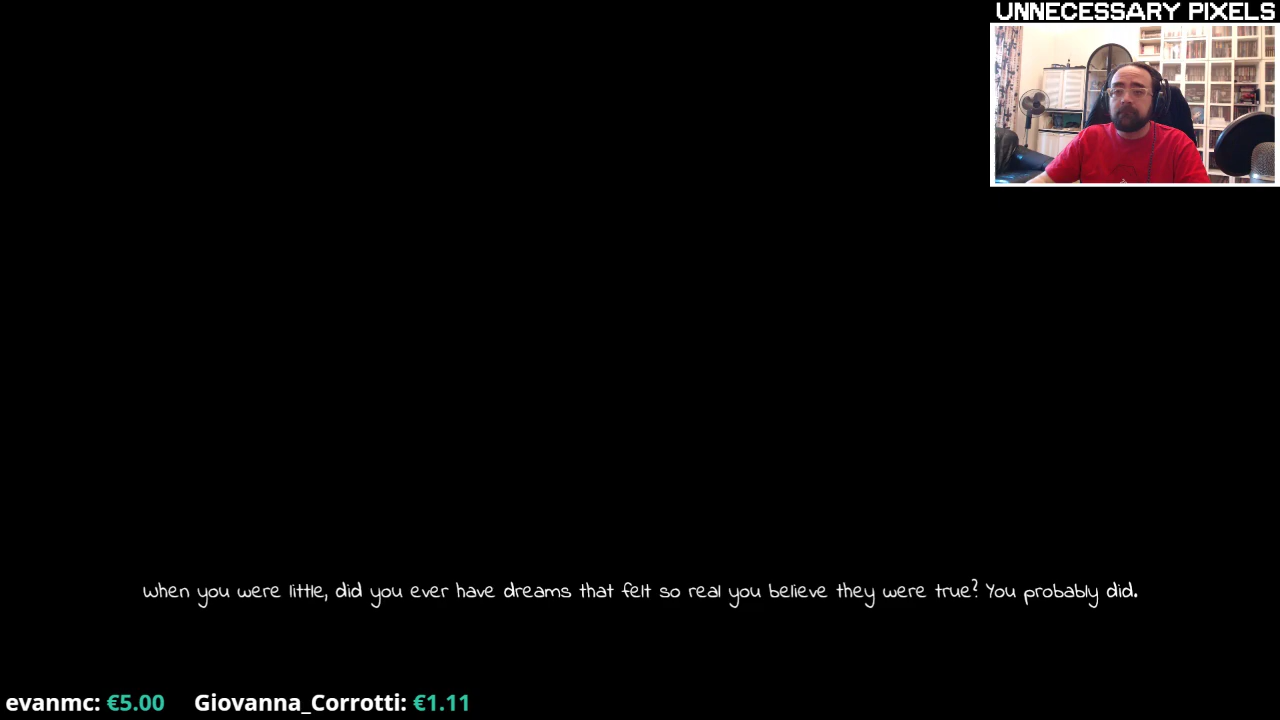 UNNECESSARY PIXELS
When you were little, did you ever have dreams that felt so real you believe they were true? You probably did.
evanmc: €5.00 Giovanna_Corrotti: €1.11